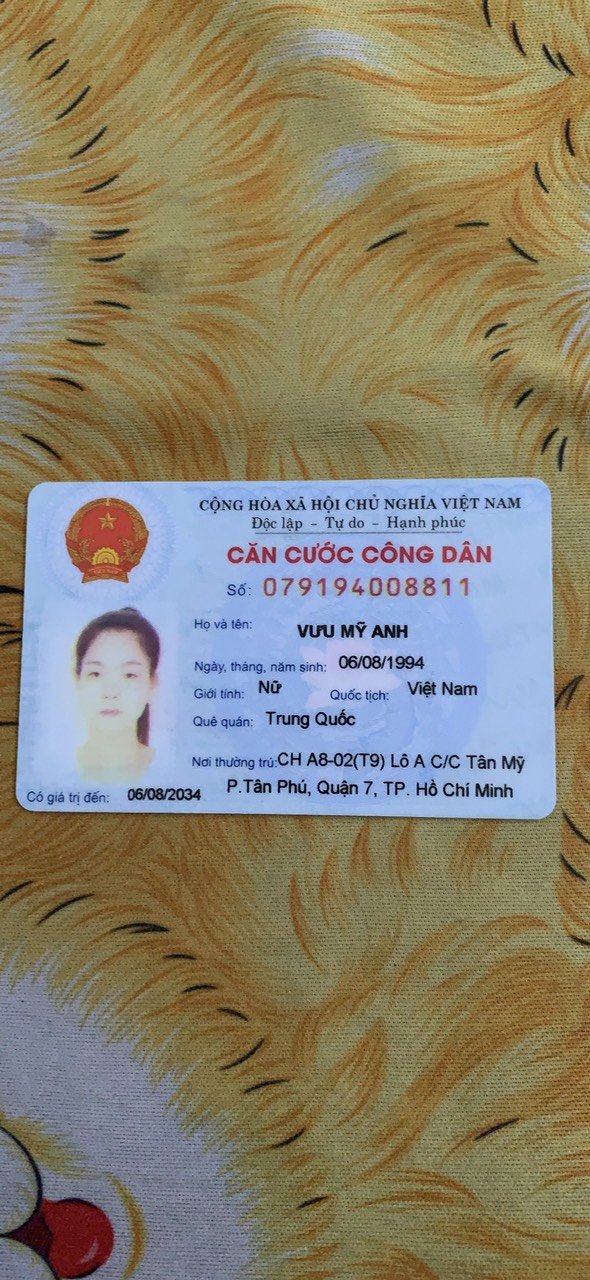 CỘNG HÒA XÃ HỘI CHỦ NGHĨA VIỆT NAM
Độc lập – Tự do – Hạnh phúc
CĂN CƯỚC CÔNG DÂN
Số: 079194008811
Họ và tên: VƯU MỸ ANH
Ngày, tháng, năm sinh: 06/08/1994
Giới tính: Nữ Quốc tịch: Việt Nam
Quê quán: Trung Quốc
Nơi thường trú: CH A8-02(T9) Lô A C/C Tân Mỹ
P.Tân Phú, Quận 7, TP. Hồ Chí Minh
Có giá trị đến: 06/08/2034